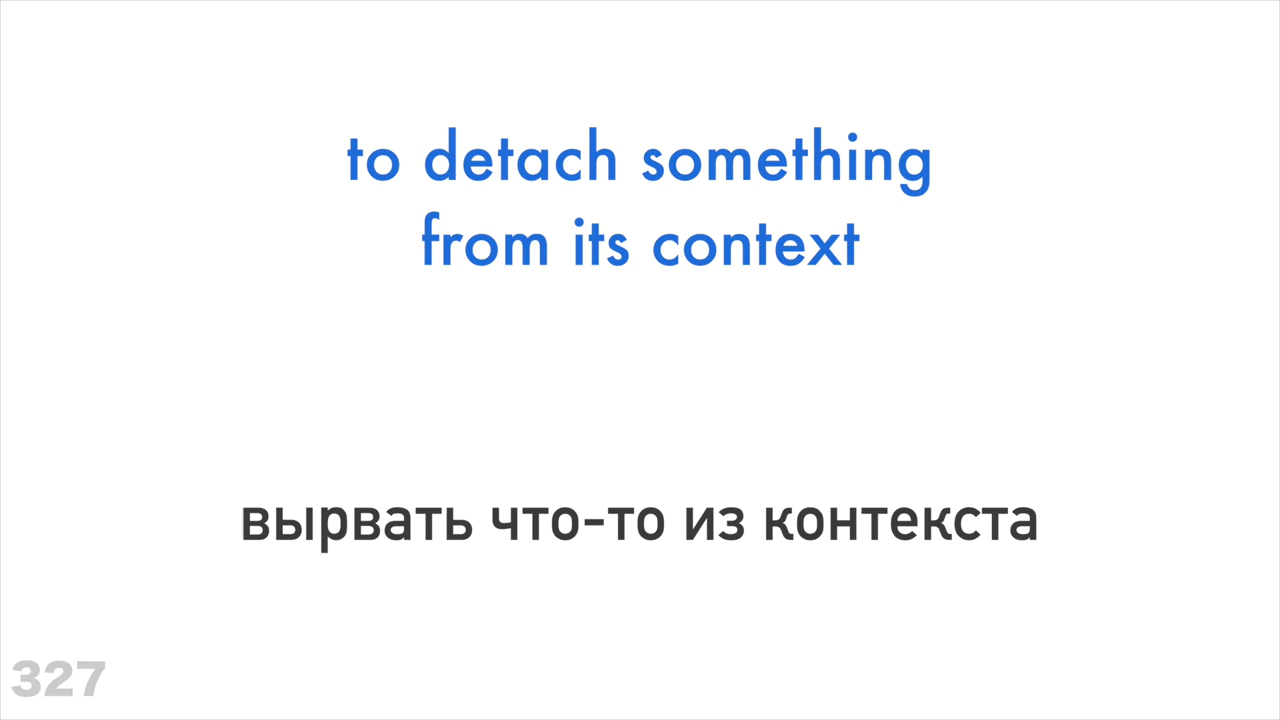 to detach something
from its context
вырвать что-то из контекста
327